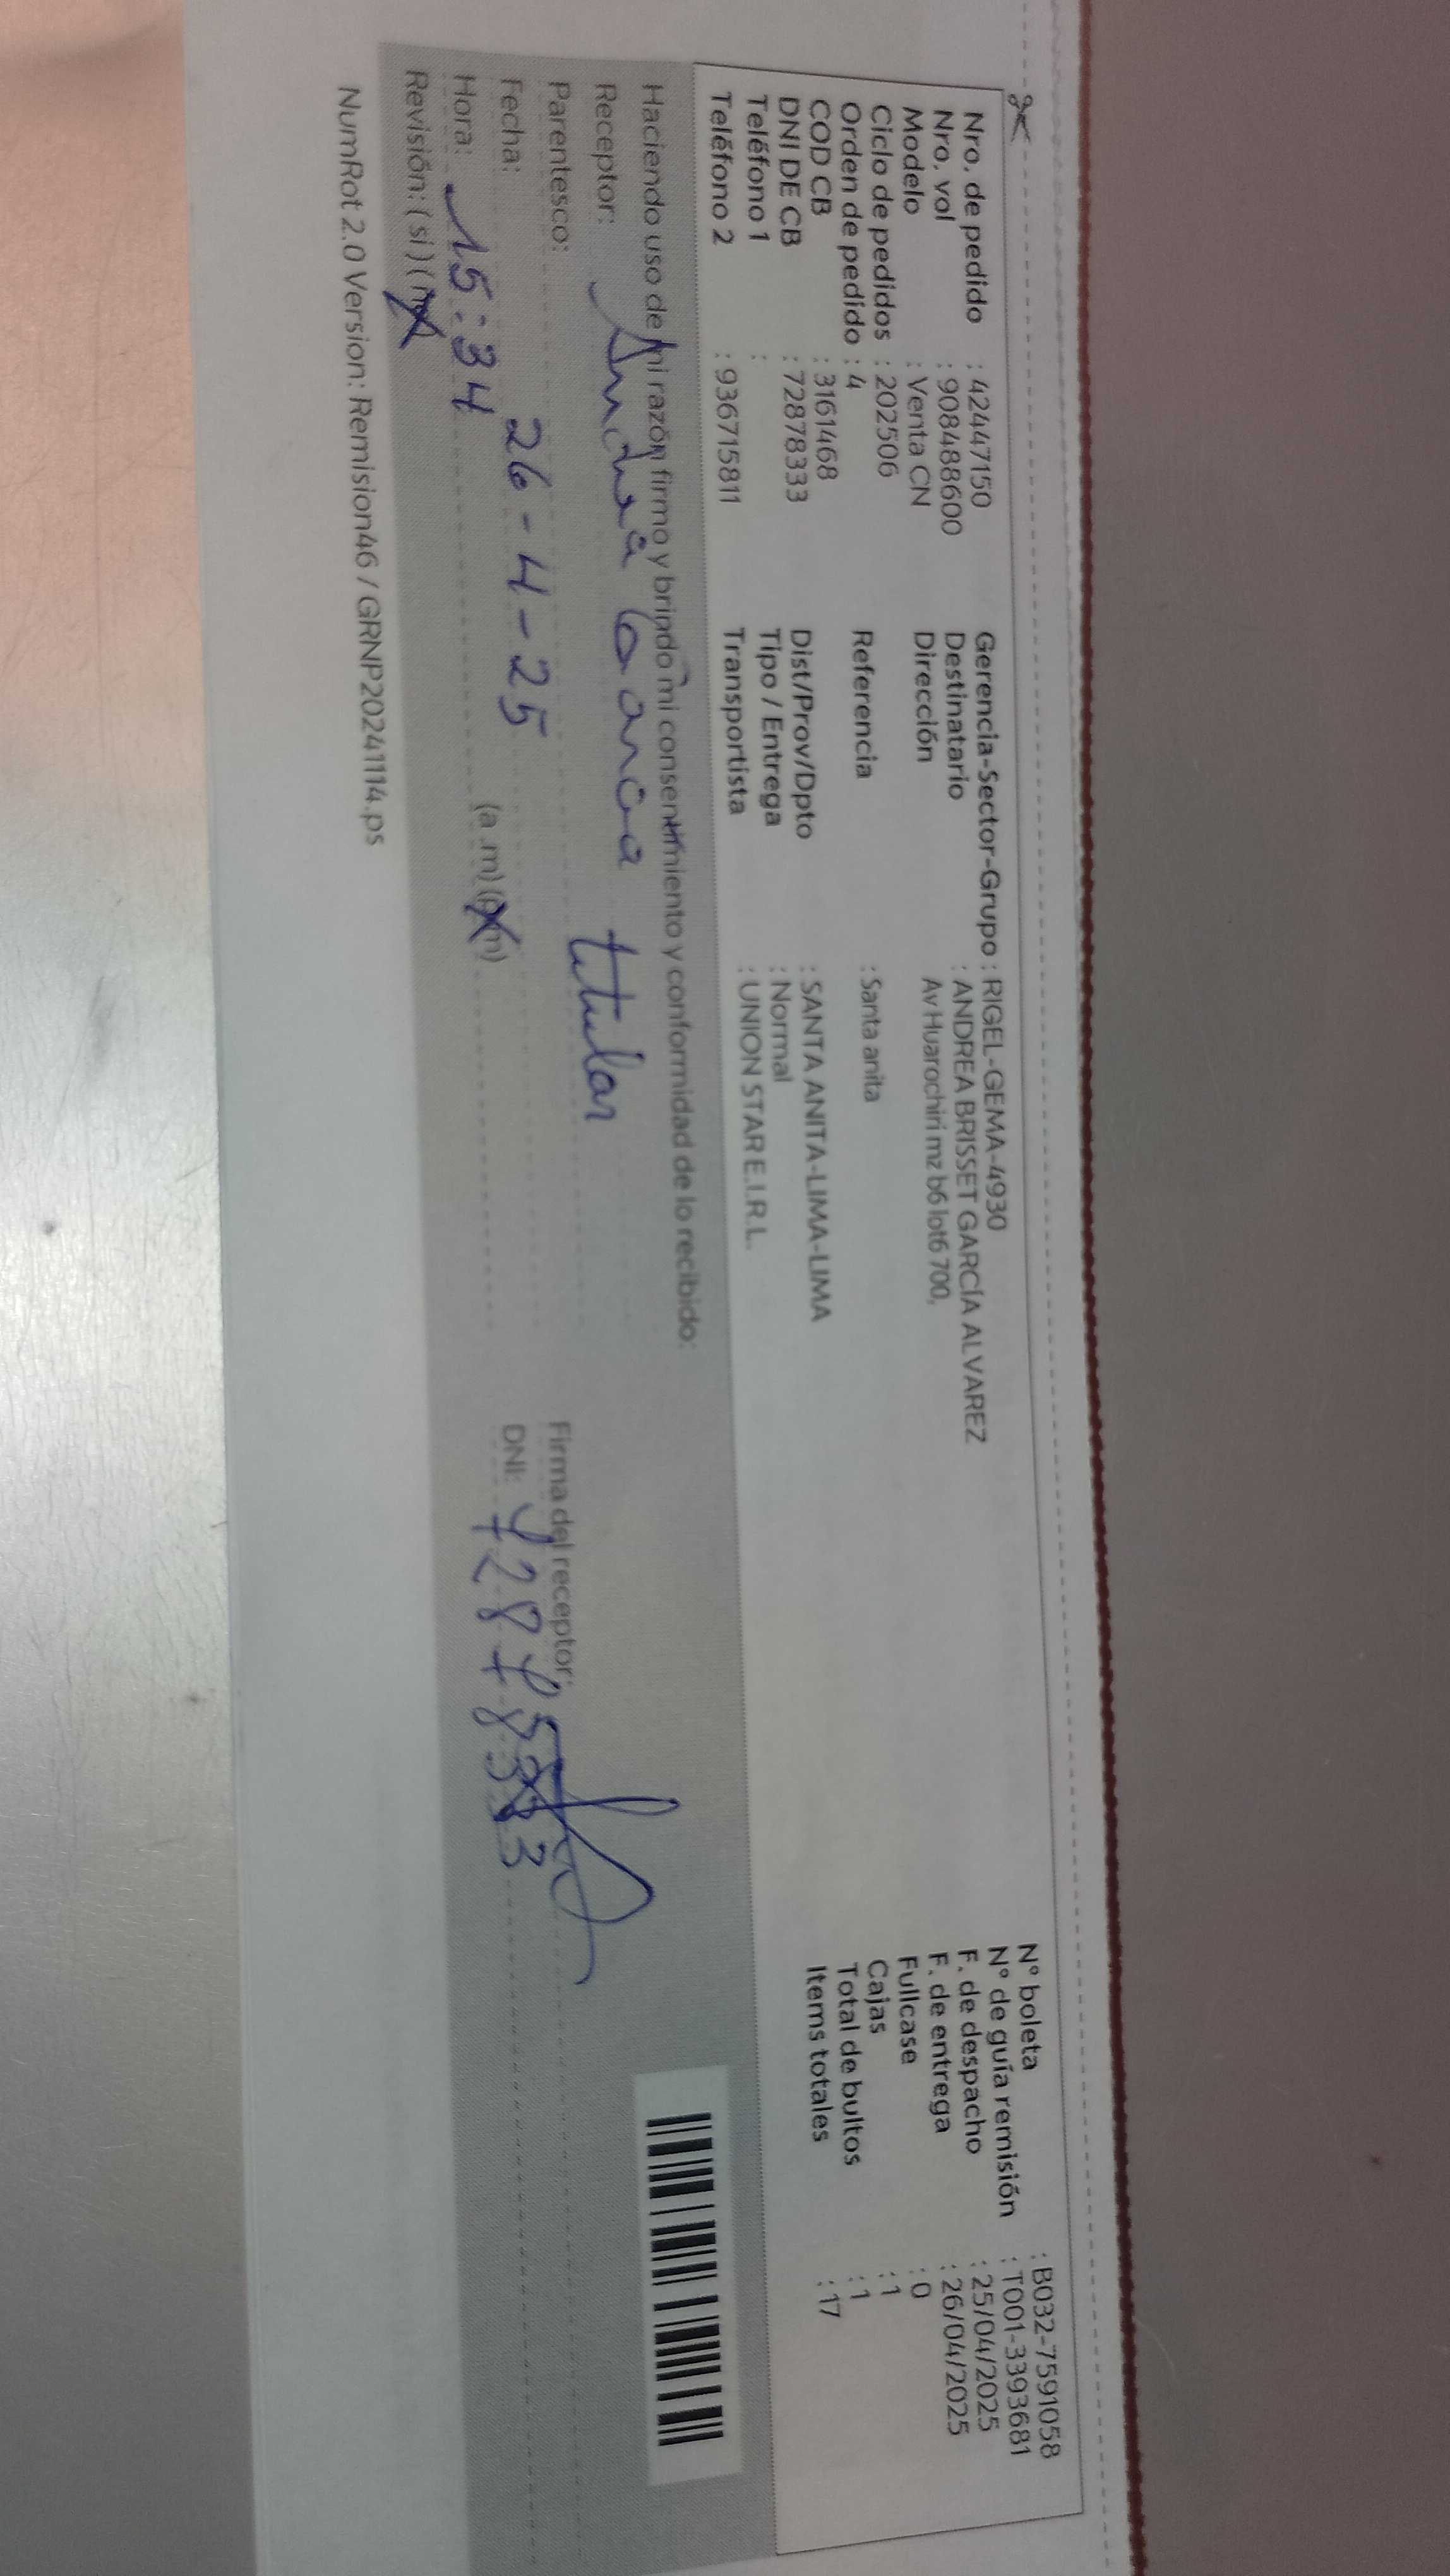 Nro. de pedido : 42447150
Nro. vol : 908488600
Modelo : Venta CN
Ciclo de pedidos : 202506
Orden de pedido : 4
COD CB : 3161468
DNI DE CB : 72878333
Teléfono 1 :
Teléfono 2 : 936715811
Gerencia-Sector-Grupo : RIGEL-GEMA-4930
Destinatario : ANDREA BRISSET GARCÍA ALVAREZ
Dirección Av Huarochiri mz b6 lot6 700,
Referencia : Santa anita
Dist/Prov/Dpto : SANTA ANITA-LIMA-LIMA
Tipo / Entrega : Normal
Transportista : UNION STAR E.I.R.L.
N° boleta : B032-7591058
N° de guía remisión : T001-3393681
F. de despacho : 25/04/2025
F. de entrega : 26/04/2025
Fullcase : 0
Cajas : 1
Total de bultos : 1
Items totales : 17
Haciendo uso de mi razón firmo y brindo mi consentimiento y conformidad de lo recibido:
Receptor: Andrea
Parentesco: titular
Fecha: 26-4-25
Hora: 15:34 (a.m) (p.m)
Revisión: (si) (no)
Firma del receptor:
DNI:
NumRot 2.0 Version: Remision46 / GRNP20241114.ps